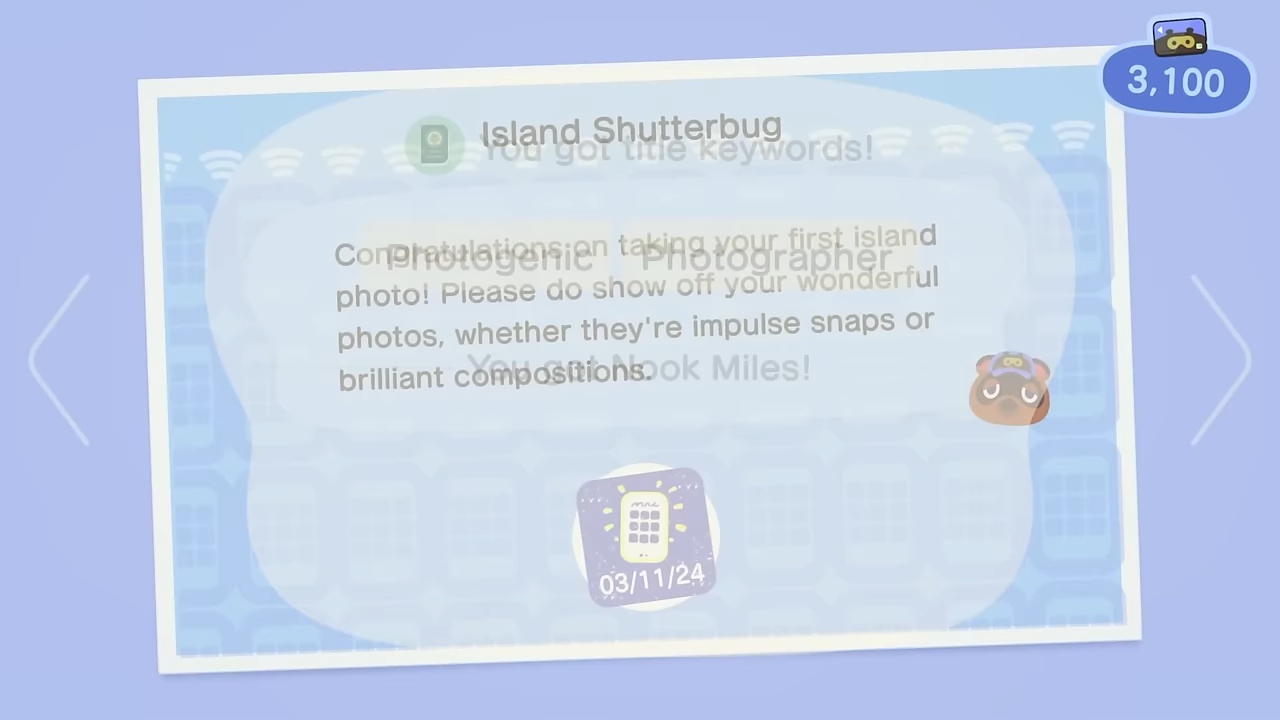 3,100
Island Shutterbug
You got title keywords!
Congratulations on taking your first island
Photogenic Photographer
photo! Please do show off your wonderful
photos, whether they're impulse snaps or
You got Nook Miles!
brilliant compositions.
03/11/24